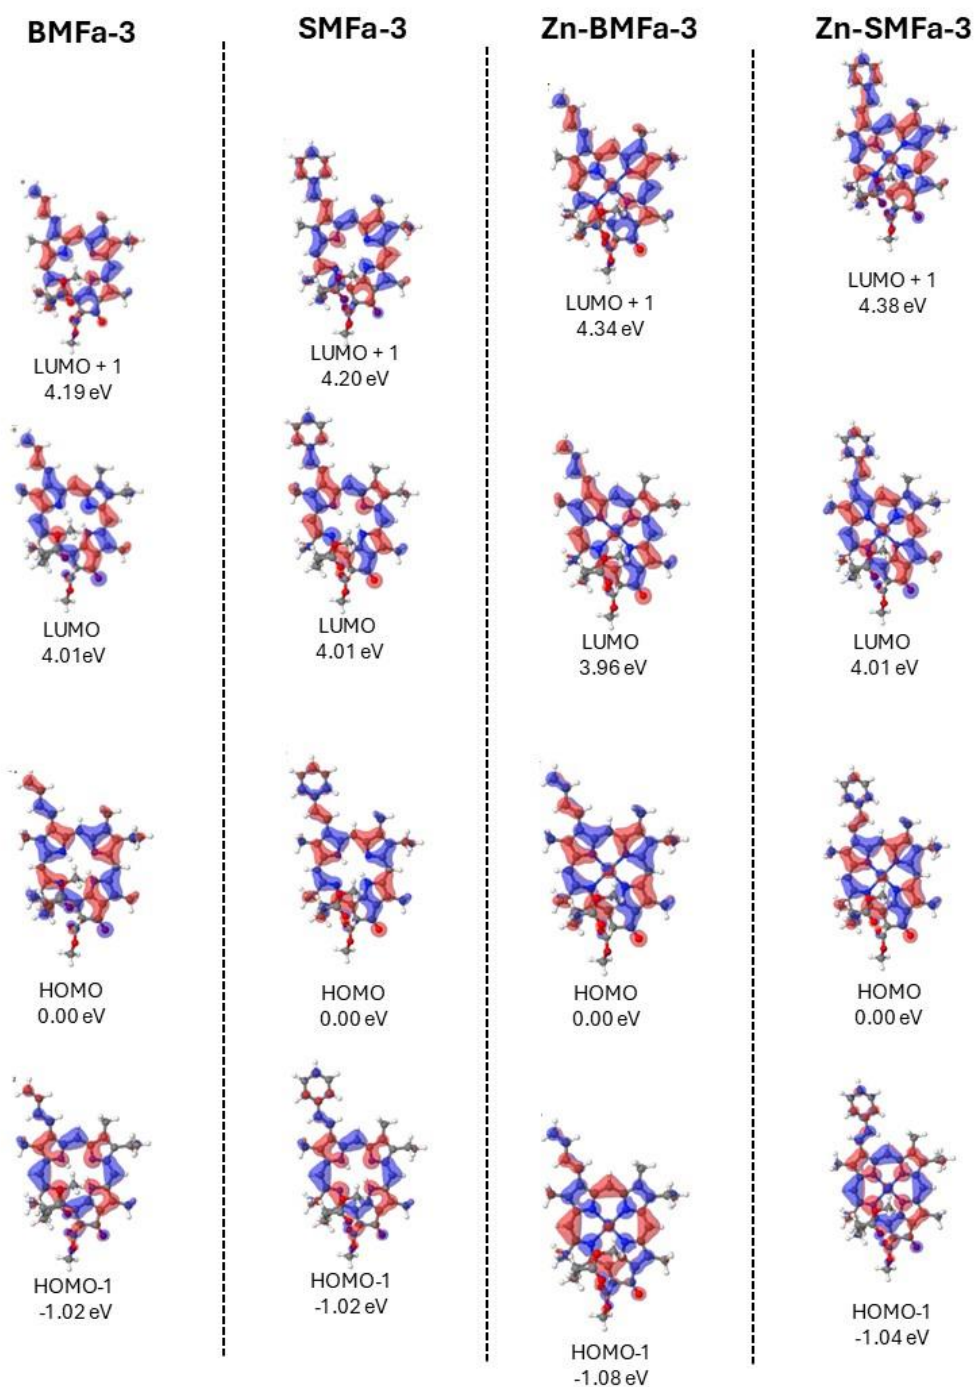 BMFa-3
SMFa-3
Zn-BMFa-3
Zn-SMFa-3
LUMO + 1
4.19 eV
LUMO + 1
4.20 eV
LUMO + 1
4.34 eV
LUMO + 1
4.38 eV
LUMO
4.01eV
LUMO
4.01 eV
LUMO
3.96 eV
LUMO
4.01 eV
HOMO
0.00 eV
HOMO
0.00 eV
HOMO
0.00 eV
HOMO
0.00 eV
HOMO-1
-1.02 eV
HOMO-1
-1.02 eV
HOMO-1
-1.08 eV
HOMO-1
-1.04 eV